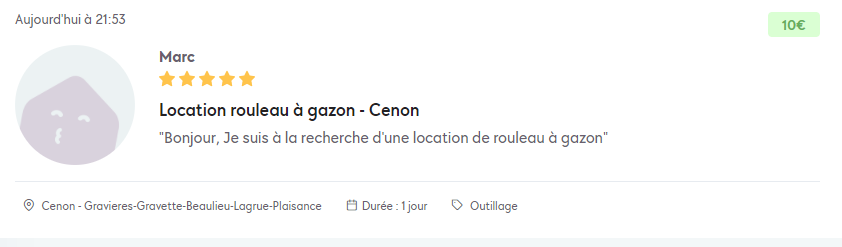 Aujourd'hui à 21:53
10€
Marc
Location rouleau à gazon - Cenon
"Bonjour, Je suis à la recherche d'une location de rouleau à gazon"
Cenon - Gravieres-Gravette-Beaulieu-Lagrue-Plaisance
Durée : 1 jour
Outillage